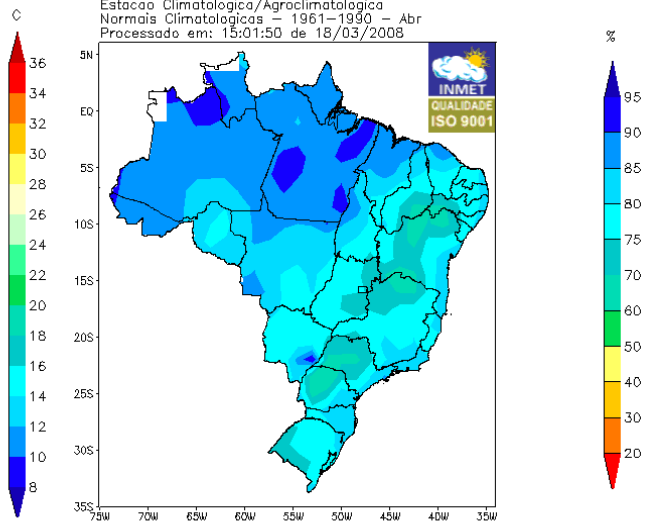 Estacao Climatologica/Agroclimatologica
C
Normais Climatologicas - 1961-1990 - Abr
Processado em: 15:01:50 de 18/03/2008
%
5N
36
INMET
34
95
QUALIDADE
ISO 9001
EQ
32
90
30
85
5S
28
80
26
10S
75
24
70
22
15S
20
60
18
20S
50
16
14
40
25S
12
30
10
30S
20
8
35S
75W 70W 65W 60W 55W 50W 45W 40W 35W